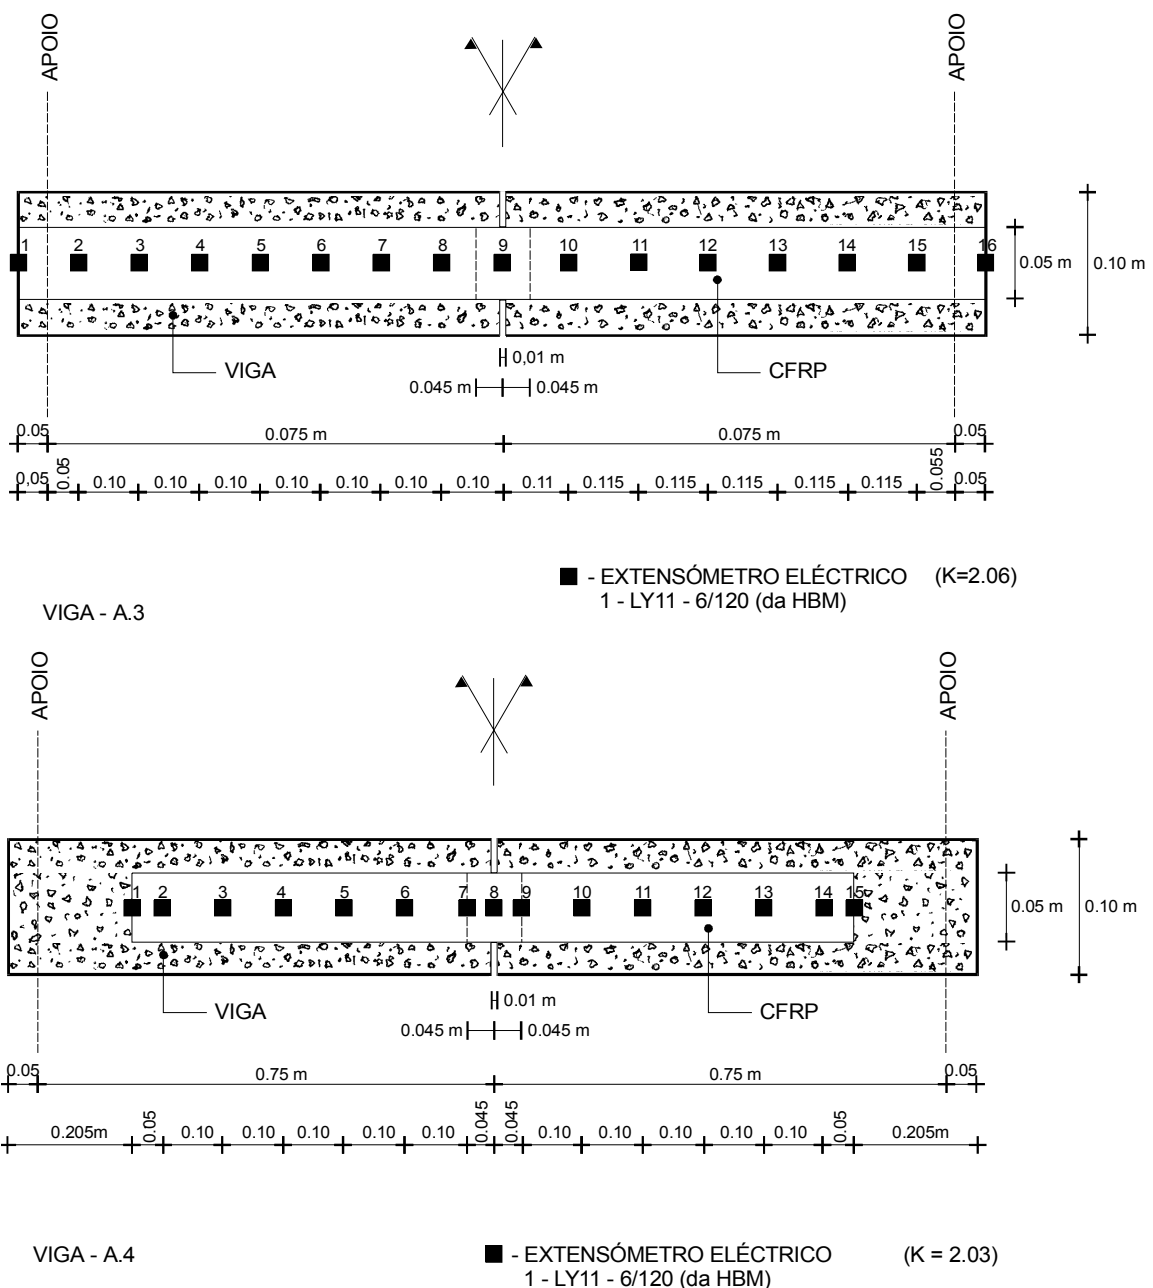 APOIO APOIO
1 2 3 4 5 6 7 8 9 10 11 12 13 14 15 16
0.05 m 0.10 m
0,01 m
VIGA CFRP
0.045 m 0.045 m
0.05 0.075 m 0.075 m 0.05
0,05 0.05 0.10 0.10 0.10 0.10 0.10 0.10 0.10 0.11 0.115 0.115 0.115 0.115 0.115 0.055 0.05
- EXTENSÓMETRO ELÉCTRICO (K=2.06)
1 - LY11 - 6/120 (da HBM)
VIGA - A.3
APOIO APOIO
1 2 3 4 5 6 7 8 9 10 11 12 13 14 15
0.05 m 0.10 m
0.01 m
VIGA CFRP
0.045 m 0.045 m
0.05 0.75 m 0.75 m 0.05
0.205m 0.05 0.10 0.10 0.10 0.10 0.10 0.045 0.045 0.10 0.10 0.10 0.10 0.10 0.05 0.205m
VIGA - A.4
- EXTENSÓMETRO ELÉCTRICO (K = 2.03)
1 - LY11 - 6/120 (da HBM)